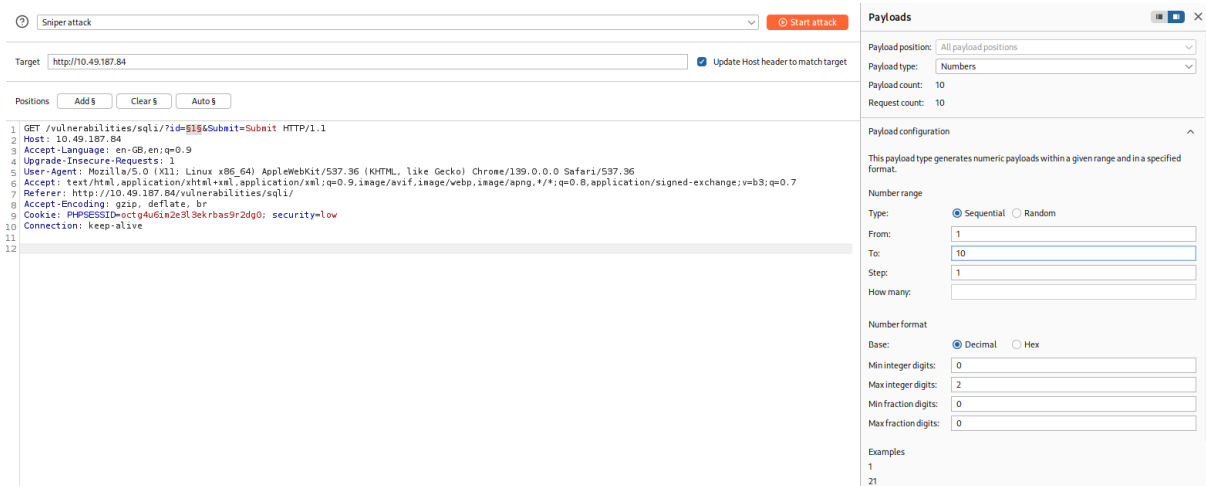 ? Sniper attack Start attack
Target http://10.49.187.84 Update Host header to match target
Positions Add § Clear § Auto §
1 GET /vulnerabilities/sqli/?id=§1§&Submit=Submit HTTP/1.1
2 Host: 10.49.187.84
3 Accept-Language: en-GB,en;q=0.9
4 Upgrade-Insecure-Requests: 1
5 User-Agent: Mozilla/5.0 (X11; Linux x86_64) AppleWebKit/537.36 (KHTML, like Gecko) Chrome/139.0.0.0 Safari/537.36
6 Accept: text/html,application/xhtml+xml,application/xml;q=0.9,image/avif,image/webp,image/apng,*/*;q=0.8,application/signed-exchange;v=b3;q=0.7
7 Referer: http://10.49.187.84/vulnerabilities/sqli/
8 Accept-Encoding: gzip, deflate, br
9 Cookie: PHPSESSID=octg4u6im2e3l3ekrbas9r2dg0; security=low
10 Connection: keep-alive
11
12
Payloads
Payload position: All payload positions
Payload type: Numbers
Payload count: 10
Request count: 10
Payload configuration
This payload type generates numeric payloads within a given range and in a specified
format.
Number range
Type: Sequential Random
From: 1
To: 10
Step: 1
How many:
Number format
Base: Decimal Hex
Min integer digits: 0
Max integer digits: 2
Min fraction digits: 0
Max fraction digits: 0
Examples
1
21